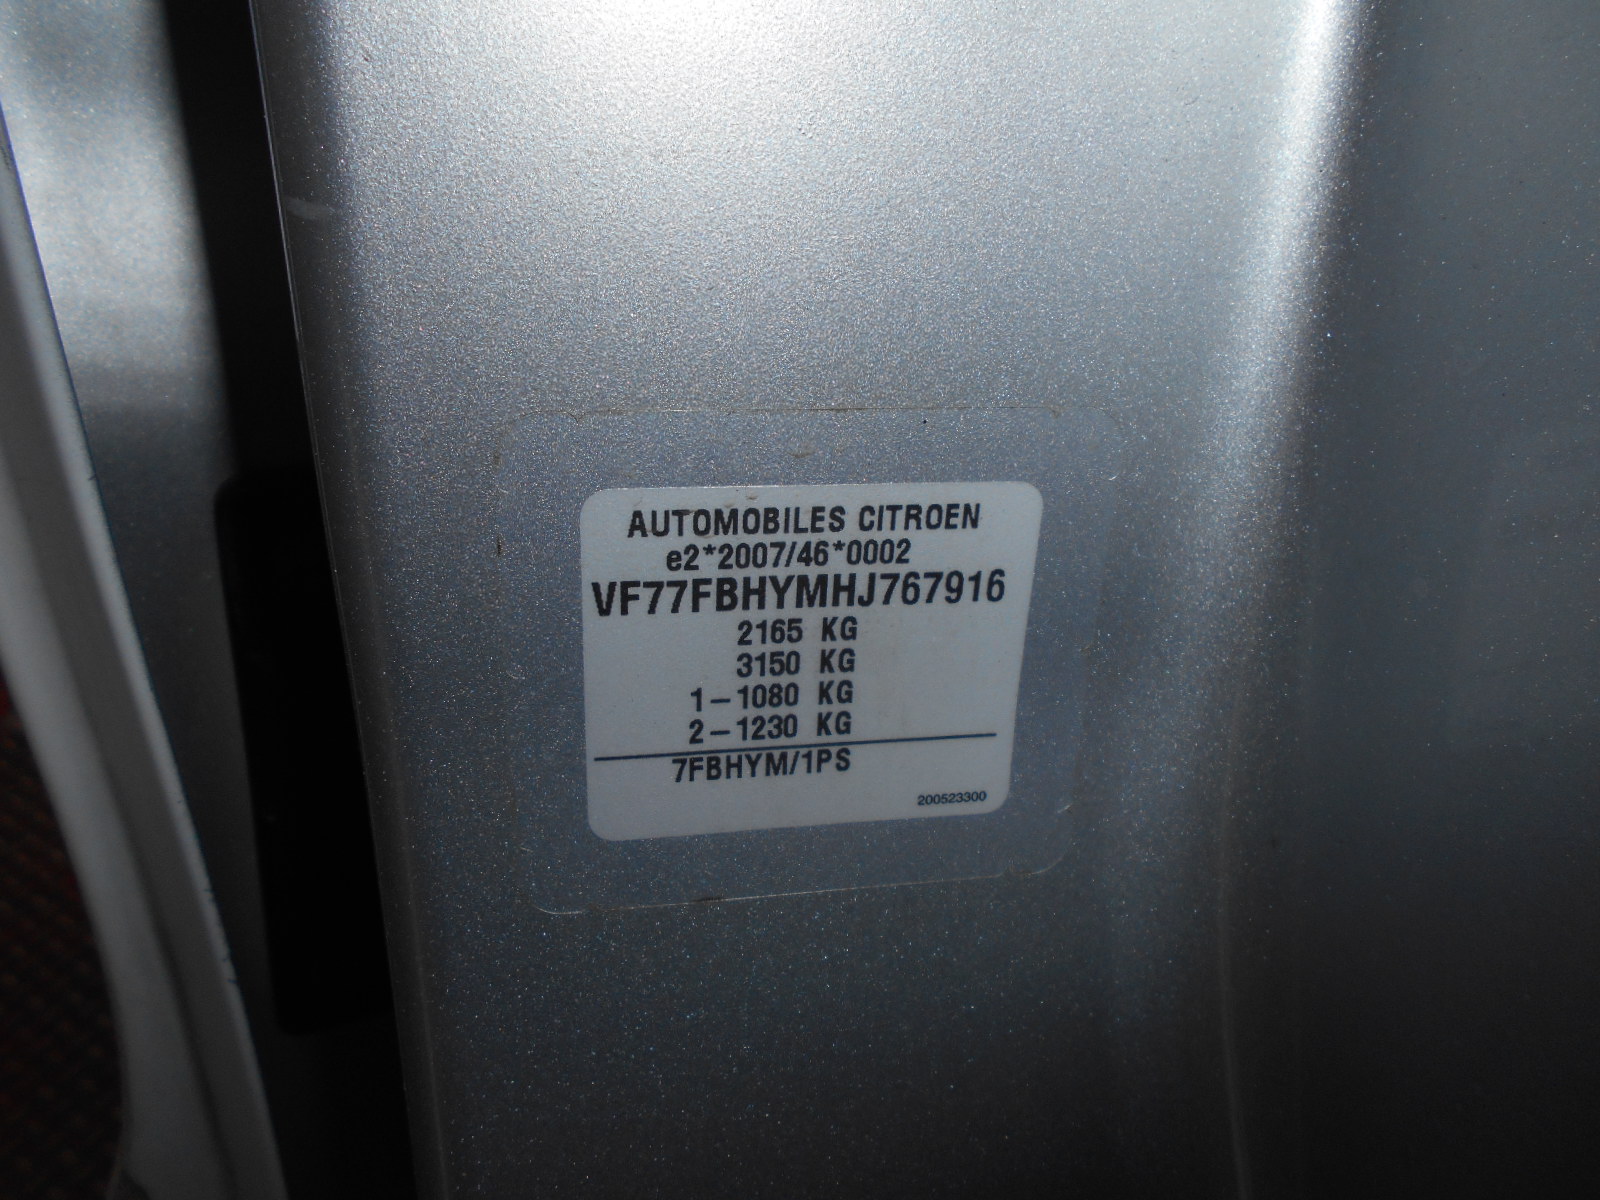 AUTOMOBILES CITROEN
e2*2007/46*0002
VF77FBHYMHJ767916
2165 KG
3150 KG
1-1080 KG
2-1230 KG
7FBHYM/1PS
200523300